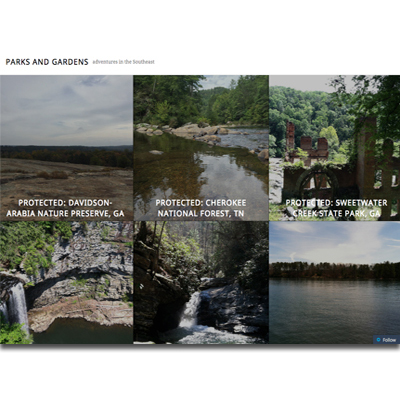 PARKS AND GARDENS adventures in the Southeast
PROTECTED: DAVIDSON-
ARABIA NATURE PRESERVE, GA
PROTECTED: CHEROKEE
NATIONAL FOREST, TN
PROTECTED: SWEETWATER
CREEK STATE PARK, GA
Follow